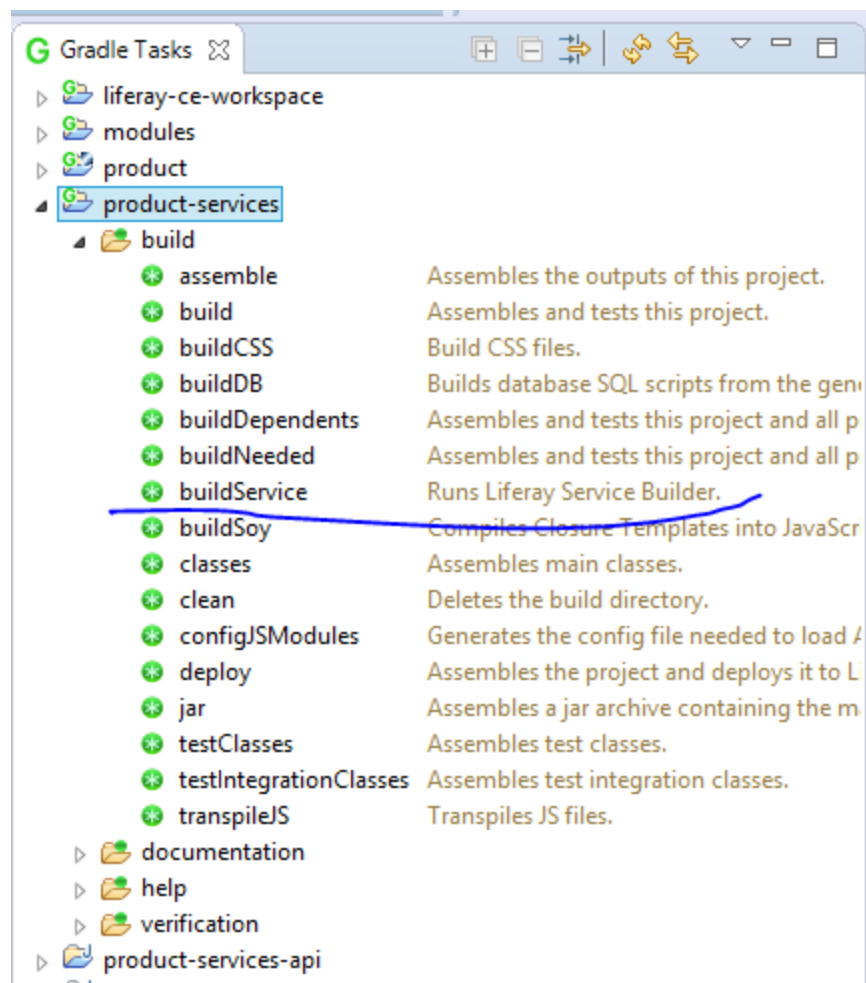 G Gradle Tasks
liferay-ce-workspace
modules
product
product-services
build
assemble Assembles the outputs of this project.
build Assembles and tests this project.
buildCSS Build CSS files.
buildDB Builds database SQL scripts from the gen
buildDependents Assembles and tests this project and all p
buildNeeded Assembles and tests this project and all p
buildService Runs Liferay Service Builder.
buildSoy Compiles Closure Templates into JavaScr
classes Assembles main classes.
clean Deletes the build directory.
configJSModules Generates the config file needed to load A
deploy Assembles the project and deploys it to Li
jar Assembles a jar archive containing the m
testClasses Assembles test classes.
testIntegrationClasses Assembles test integration classes.
transpileJS Transpiles JS files.
documentation
help
verification
product-services-api